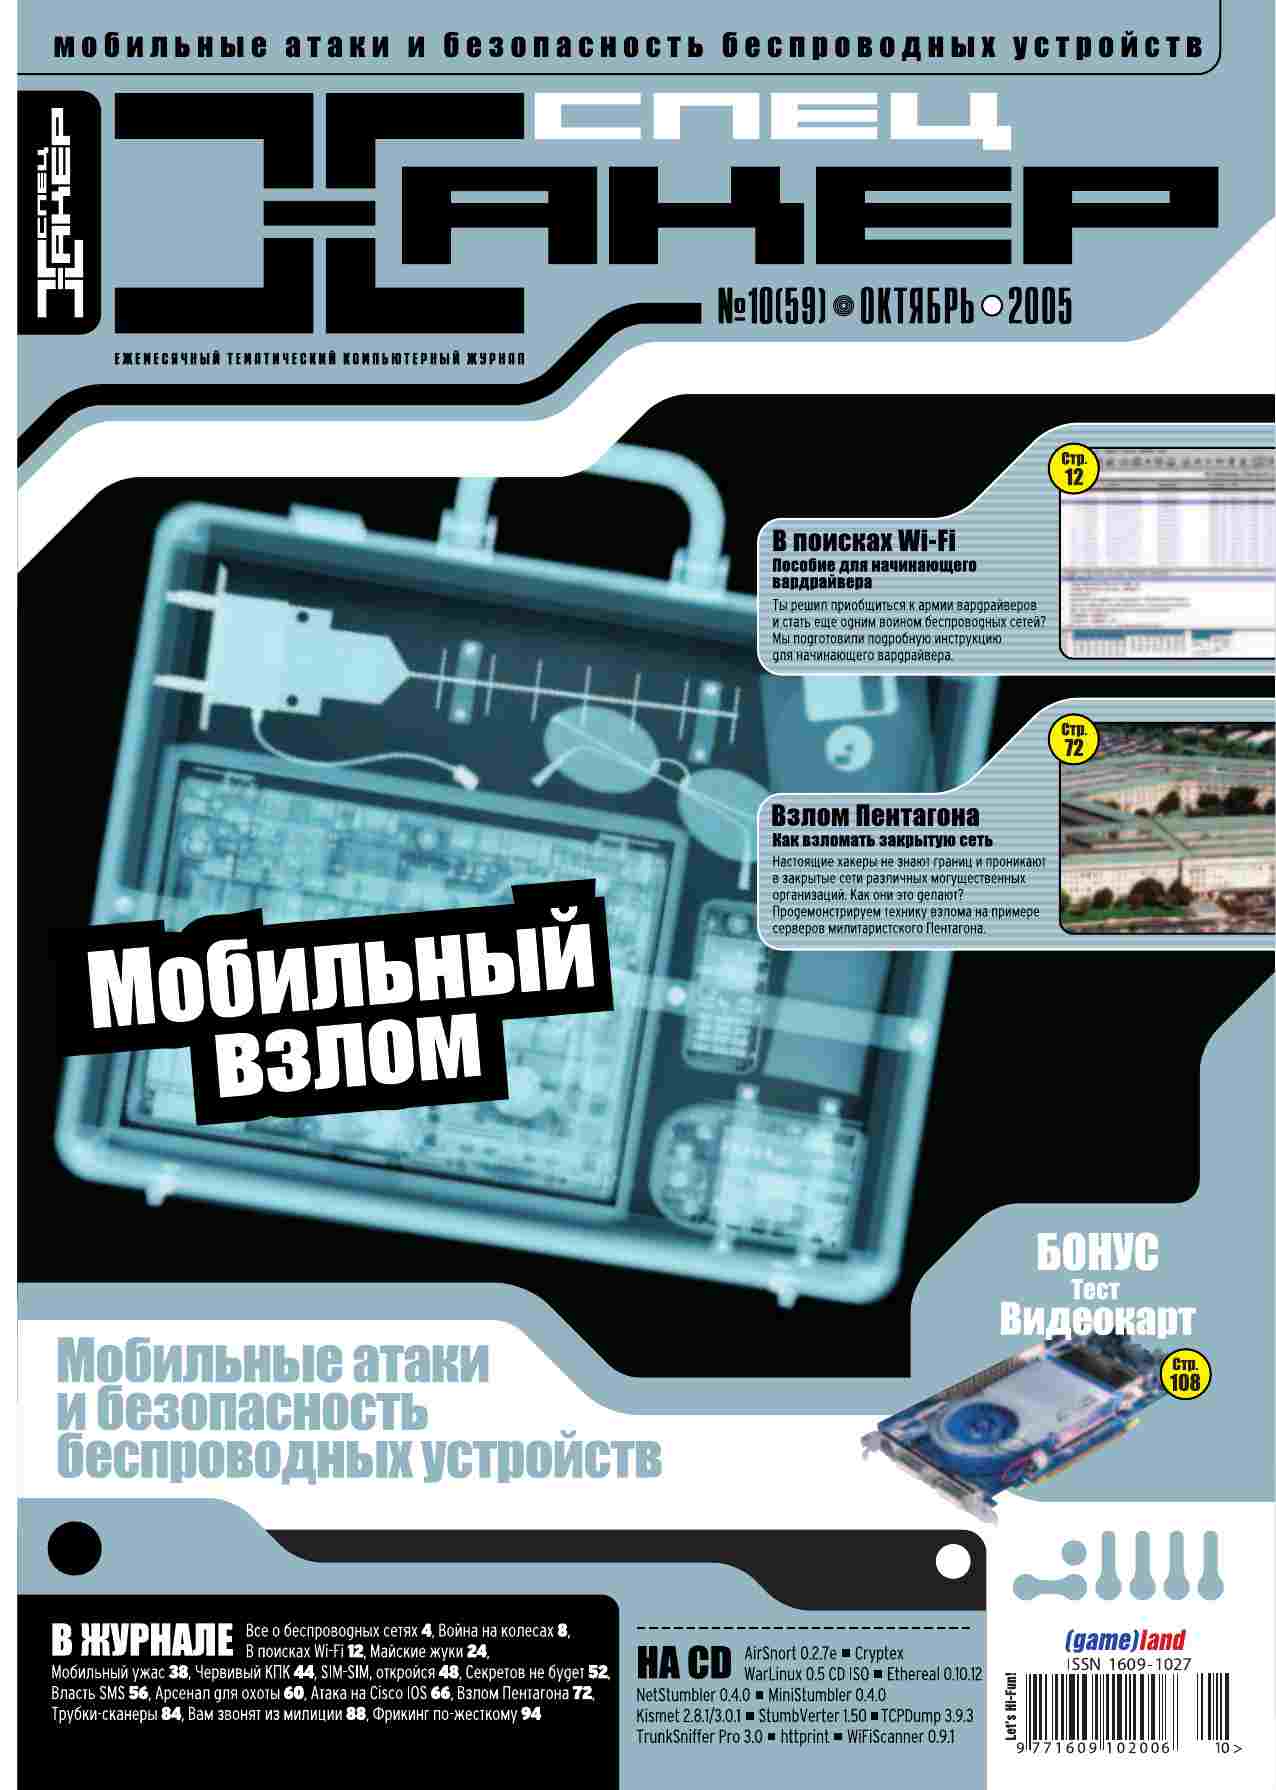 мобильные атаки и безопасность беспроводных устройств
СПЕЦ
ХАКЕР
СПЕЦ
ХАКЕР
№10(59) ОКТЯБРЬ 2005
ЕЖЕМЕСЯЧНЫЙ ТЕМАТИЧЕСКИЙ КОМПЬЮТЕРНЫЙ ЖУРНАЛ
Стр.
12
В поисках Wi-Fi
Пособие для начинающего
вардрайвера
Ты решил приобщиться к армии вардрайверов
и стать еще одним воином беспроводных сетей?
Мы подготовили подробную инструкцию
для начинающего вардрайвера.
Стр.
72
Взлом Пентагона
Как взломать закрытую сеть
Настоящие хакеры не знают границ и проникают
в закрытые сети различных могущественных
организаций. Как они это делают?
Продемонстрируем технику взлома на примере
серверов милитаристского Пентагона.
Мобильный
взлом
БОНУС
Тест
Видеокарт
Стр.
108
Мобильные атаки
и безопасность
беспроводных устройств
В ЖУРНАЛЕ Все о беспроводных сетях 4, Война на колесах 8,
В поисках Wi-Fi 12, Майские жуки 24,
Мобильный ужас 38, Червивый КПК 44, SIM-SIM, откройся 48, Секретов не будет 52,
Власть SMS 56, Арсенал для охоты 60, Атака на Cisco IOS 66, Взлом Пентагона 72,
Трубки-сканеры 84, Вам звонят из милиции 88, Фрикинг по-жесткому 94
НА CD AirSnort 0.2.7e ■ Cryptex
WarLinux 0.5 CD ISO ■ Ethereal 0.10.12
NetStumbler 0.4.0 ■ MiniStumbler 0.4.0
Kismet 2.8.1/3.0.1 ■ StumbVerter 1.50 ■ TCPDump 3.9.3
TrunkSniffer Pro 3.0 ■ httprint ■ WiFiScanner 0.9.1
(game)land
ISSN 1609-1027
Let's Hi-Fun!
9 771609 102006 10 >